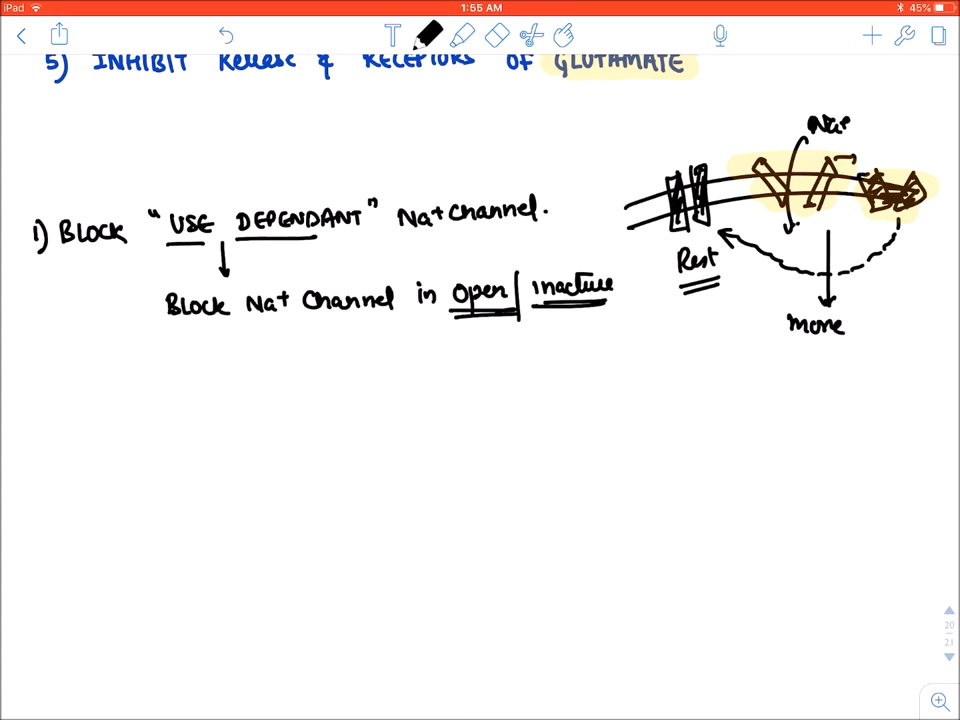 iPad 1:55 AM 45%
5) INHIBIT Release & RECEPTORS OF GLUTAMATE
Na+
1) BLOCK "USE DEPENDANT" Na+ Channel.
Rest
BLOCK Na+ Channel in open | inactive
more
20
21